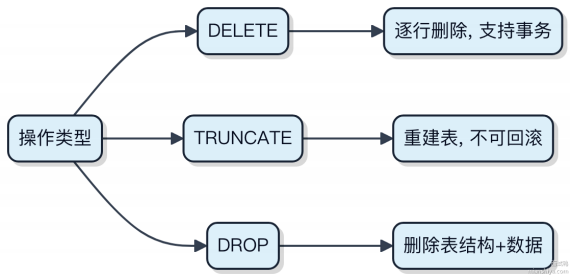 DELETE
逐行删除, 支持事务
操作类型
TRUNCATE
重建表, 不可回滚
DROP
删除表结构+数据